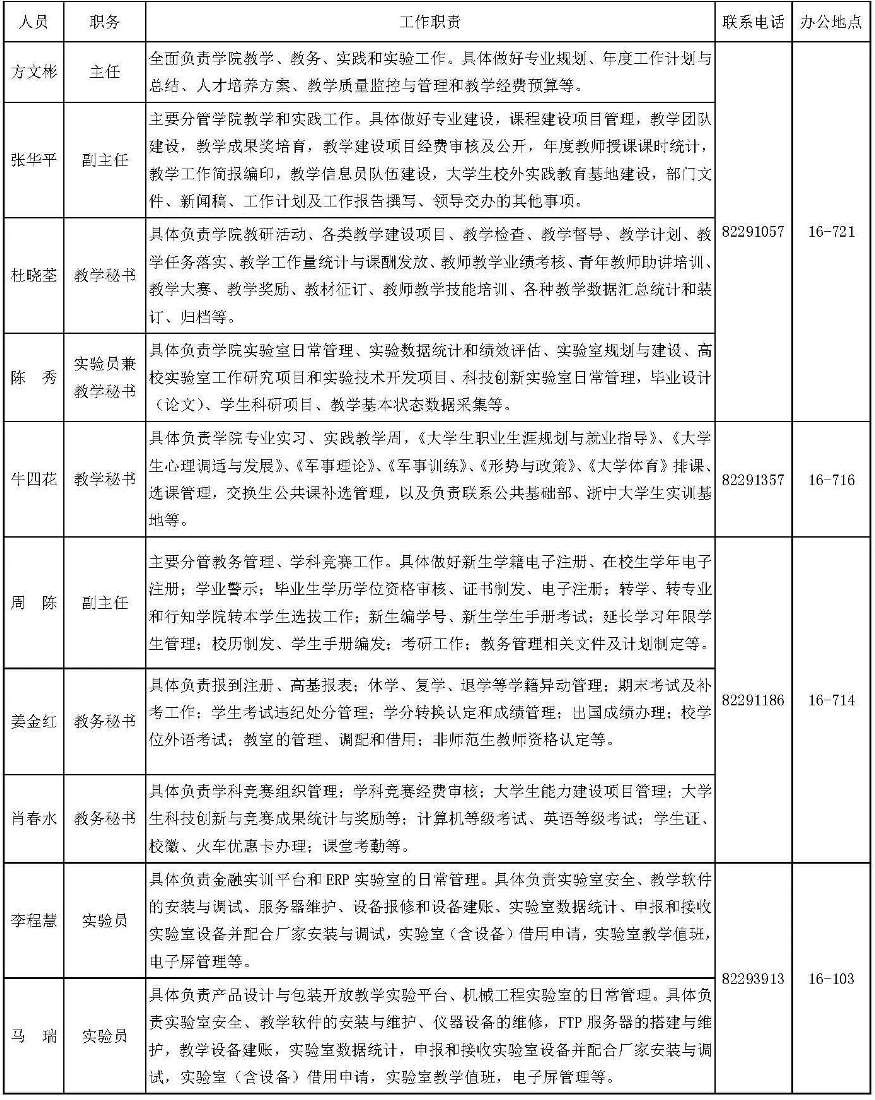 人员 职务 工作职责 联系电话 办公地点
方文彬 主任
全面负责学院教学、教务、实践和实验工作。具体做好专业规划、年度工作计划与
总结、人才培养方案、教学质量监控与管理和教学经费预算等。
张华平 副主任
主要分管学院教学和实践工作。具体做好专业建设，课程建设项目管理，教学团队
建设，教学成果奖培育，教学建设项目经费审核及公开，年度教师授课课时统计，
教学工作简报编印，教学信息员队伍建设，大学生校外实践教育基地建设，部门文
件、新闻稿、工作计划及工作报告撰写、领导交办的其他事项。
杜晓荃 教学秘书
具体负责学院教研活动、各类教学建设项目、教学检查、教学督导、教学计划、教
学任务落实、教学工作量统计与课酬发放、教师教学业绩考核、青年教师助讲培训、
教学大赛、教学奖励、教材征订、教师教学技能培训、各种教学数据汇总统计和装
订、归档等。
陈 秀 实验员兼
教学秘书
具体负责学院实验室日常管理、实验数据统计和绩效评估、实验室规划与建设、高
校实验室工作研究项目和实验技术开发项目、科技创新实验室日常管理，毕业设计
（论文）、学生科研项目、教学基本状态数据采集等。
82291057 16-721
牛四花 教学秘书
具体负责学院专业实习、实践教学周，《大学生职业生涯规划与就业指导》、《大学
生心理调适与发展》、《军事理论》、《军事训练》、《形势与政策》、《大学体育》排课、
选课管理，交换生公共课补选管理，以及负责联系公共基础部、浙中大学生实训基
地等。
82291357 16-716
周 陈 副主任
主要分管教务管理、学科竞赛工作。具体做好新生学籍电子注册、在校生学年电子
注册；学业警示；毕业生学历学位资格审核、证书制发、电子注册；转学、转专业
和行知学院转本学生选拔工作；新生编学号、新生学生手册考试；延长学习年限学
生管理；校历制发、学生手册编发；考研工作；教务管理相关文件及计划制定等。
姜金红 教务秘书
具体负责报到注册、高基报表；休学、复学、退学等学籍异动管理；期末考试及补
考工作；学生考试违纪处分管理；学分转换认定和成绩管理；出国成绩办理；校学
位外语考试；教室的管理、调配和借用；非师范生教师资格认定等。
肖春水 教务秘书
具体负责学科竞赛组织管理；学科竞赛经费审核；大学生能力建设项目管理；大学
生科技创新与竞赛成果统计与奖励等；计算机等级考试、英语等级考试；学生证、
校徽、火车优惠卡办理；课堂考勤等。
82291186 16-714
李程慧 实验员
具体负责金融实训平台和ERP实验室的日常管理。具体负责实验室安全、教学软件
的安装与调试、服务器维护、设备报修和设备建账、实验室数据统计、申报和接收
实验室设备并配合厂家安装与调试，实验室（含设备）借用申请，实验室教学值班，
电子屏管理等。
马 瑞 实验员
具体负责产品设计与包装开放教学实验平台、机械工程实验室的日常管理。具体负
责实验室安全、教学软件的安装与维护、仪器设备的维修，FTP服务器的搭建与维
护，教学设备建账，实验室数据统计，申报和接收实验室设备并配合厂家安装与调
试，实验室（含设备）借用申请，实验室教学值班，电子屏管理等。
82293913 16-103